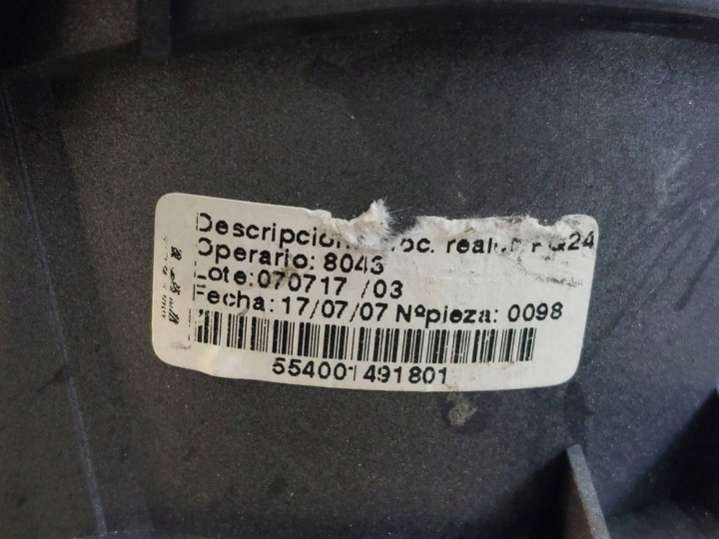 Descripcion
Operario: 8043
Lote:070717 /03
Fecha: 17/07/07 Nºpieza: 0098
554001491801